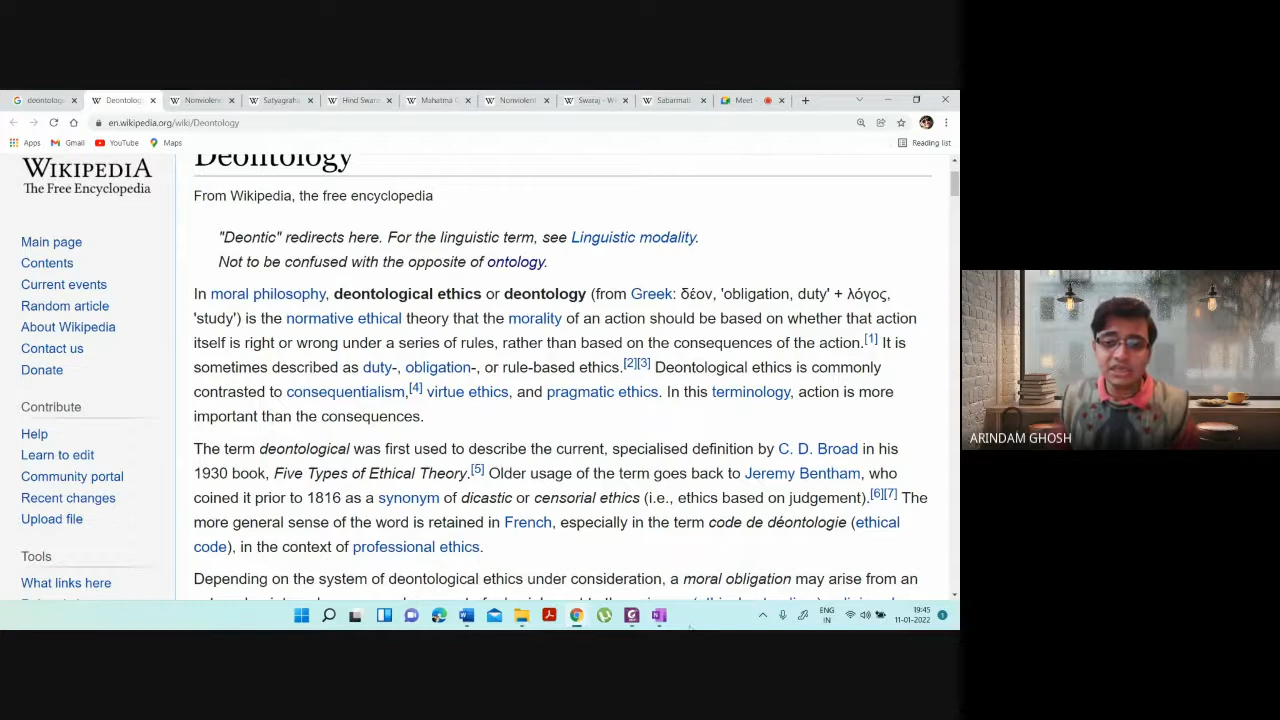 deontolog
Deontolog
Nonviolenc
Satyagraha
Hind Swar
Mahatma G
Nonviolent
Swaraj - W
Sabarmati
Meet -
en.wikipedia.org/wiki/Deontology
Apps Gmail YouTube Maps Reading list
Deontology
WIKIPEDIA
The Free Encyclopedia
From Wikipedia, the free encyclopedia
"Deontic" redirects here. For the linguistic term, see Linguistic modality.
Not to be confused with the opposite of ontology.
In moral philosophy, deontological ethics or deontology (from Greek: δέον, 'obligation, duty' + λόγος,
'study') is the normative ethical theory that the morality of an action should be based on whether that action
itself is right or wrong under a series of rules, rather than based on the consequences of the action.[1] It is
sometimes described as duty-, obligation-, or rule-based ethics.[2][3] Deontological ethics is commonly
contrasted to consequentialism,[4] virtue ethics, and pragmatic ethics. In this terminology, action is more
important than the consequences.
The term deontological was first used to describe the current, specialised definition by C. D. Broad in his
1930 book, Five Types of Ethical Theory.[5] Older usage of the term goes back to Jeremy Bentham, who
coined it prior to 1816 as a synonym of dicastic or censorial ethics (i.e., ethics based on judgement).[6][7] The
more general sense of the word is retained in French, especially in the term code de déontologie (ethical
code), in the context of professional ethics.
Depending on the system of deontological ethics under consideration, a moral obligation may arise from an
Main page
Contents
Current events
Random article
About Wikipedia
Contact us
Donate
Contribute
Help
Learn to edit
Community portal
Recent changes
Upload file
Tools
What links here
ENG
IN
19:45
11-01-2022
ARINDAM GHOSH